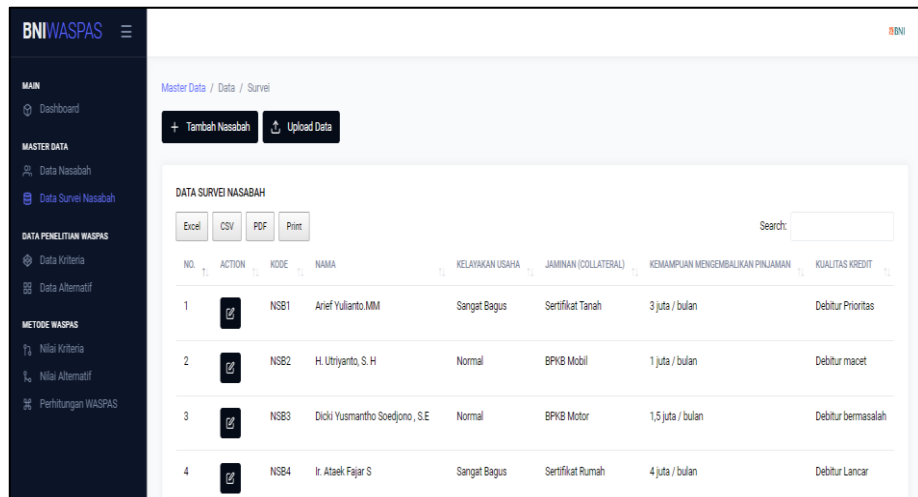 BNIWASPAS
BNI
MAIN
Dashboard
MASTER DATA
Data Nasabah
Data Survei Nasabah
DATA PENELITIAN WASPAS
Data Kriteria
Data Alternatif
METODE WASPAS
Nilai Kriteria
Nilai Alternatif
Perhitungan WASPAS
Master Data / Data / Survei
+ Tambah Nasabah Upload Data
DATA SURVEI NASABAH
Excel CSV PDF Print Search:
NO. ACTION KODE NAMA KELAYAKAN USAHA JAMINAN (COLLATERAL) KEMAMPUAN MENGEMBALIKAN PINJAMAN KUALITAS KREDIT
1 NSB1 Arief Yulianto.MM Sangat Bagus Sertifikat Tanah 3 juta / bulan Debitur Prioritas
2 NSB2 H. Utriyanto, S. H Normal BPKB Mobil 1 juta / bulan Debitur macet
3 NSB3 Dicki Yusmantho Soedjono , S.E Normal BPKB Motor 1,5 juta / bulan Debitur bermasalah
4 NSB4 Ir. Ataek Fajar S Sangat Bagus Sertifikat Rumah 4 juta / bulan Debitur Lancar